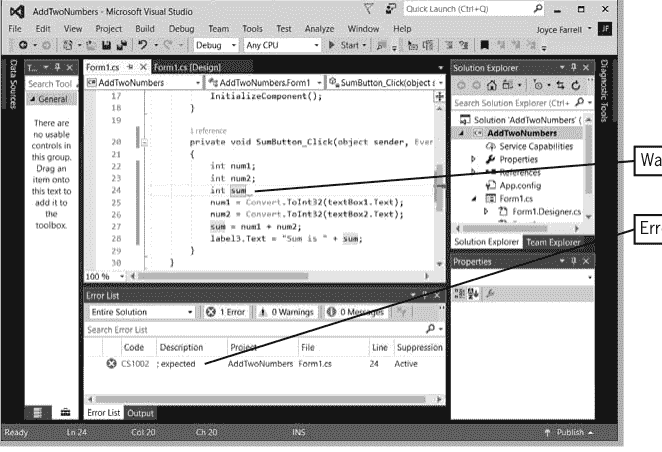 AddTwoNumbers - Microsoft Visual Studio
Quick Launch (Ctrl+Q)
File Edit View Project Build Debug Team Tools Test Analyze Window Help
Joyce Farrell JF
Debug Any CPU Start
Data Sources
T...
Search Tool
General
There are
no usable
controls in
this group.
Drag an
item onto
this text to
add it to
the
toolbox.
Form1.cs Form1.cs [Design]
AddTwoNumbers AddTwoNumbers.Form1 SumButton_Click(object s
17 InitializeComponent();
18 }
19
1 reference
20 private void SumButton_Click(object sender, Even
21 {
22 int num1;
23 int num2;
24 int sum
25 num1 = Convert.ToInt32(textBox1.Text);
26 num2 = Convert.ToInt32(textBox2.Text);
27 sum = num1 + num2;
28 label3.Text = "Sum is " + sum;
29 }
30 }
100 %
Solution Explorer
Search Solution Explorer (Ctrl+
Solution 'AddTwoNumbers' (
AddTwoNumbers
Service Capabilities
Properties
References
App.config
Form1.cs
Form1.Designer.cs
Solution Explorer Team Explorer
Diagnostic Tools
Properties
Wa
Erro
Error List
Entire Solution 1 Error 0 Warnings 0 Messages
Search Error List
Code Description Project File Line Suppression
CS1002 ; expected AddTwoNumbers Form1.cs 24 Active
Error List Output
Ready Ln 24 Col 20 Ch 20 INS Publish